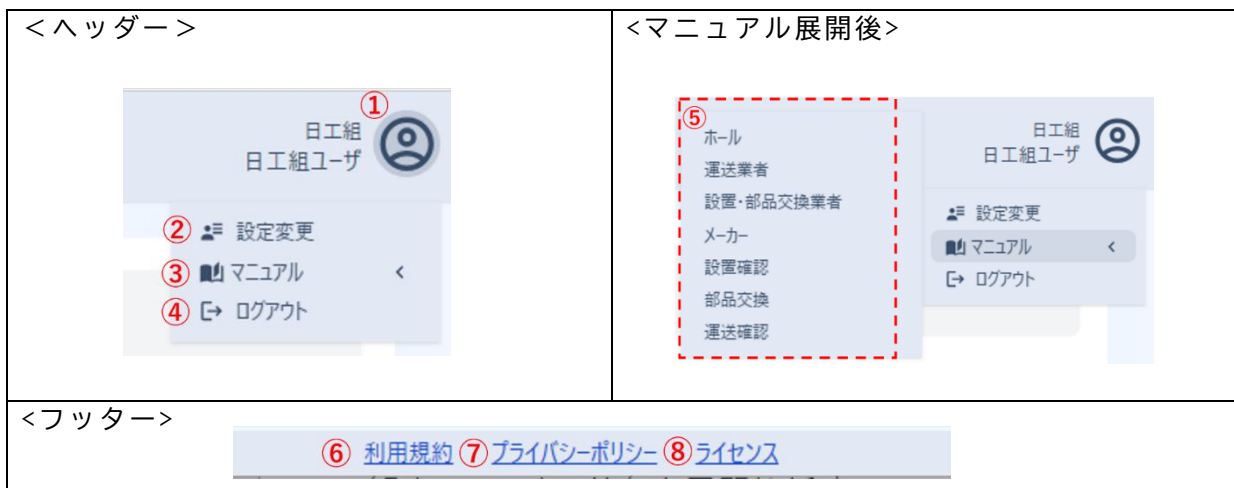 ＜ヘッダー＞
①
日工組
日工組ユーザ
② 設定変更
③ マニュアル <
④ ログアウト
<マニュアル展開後>
⑤
ホール
運送業者
設置・部品交換業者
メーカー
設置確認
部品交換
運送確認
日工組
日工組ユーザ
設定変更
マニュアル <
ログアウト
<フッター>
⑥ 利用規約 ⑦ プライバシーポリシー ⑧ ライセンス